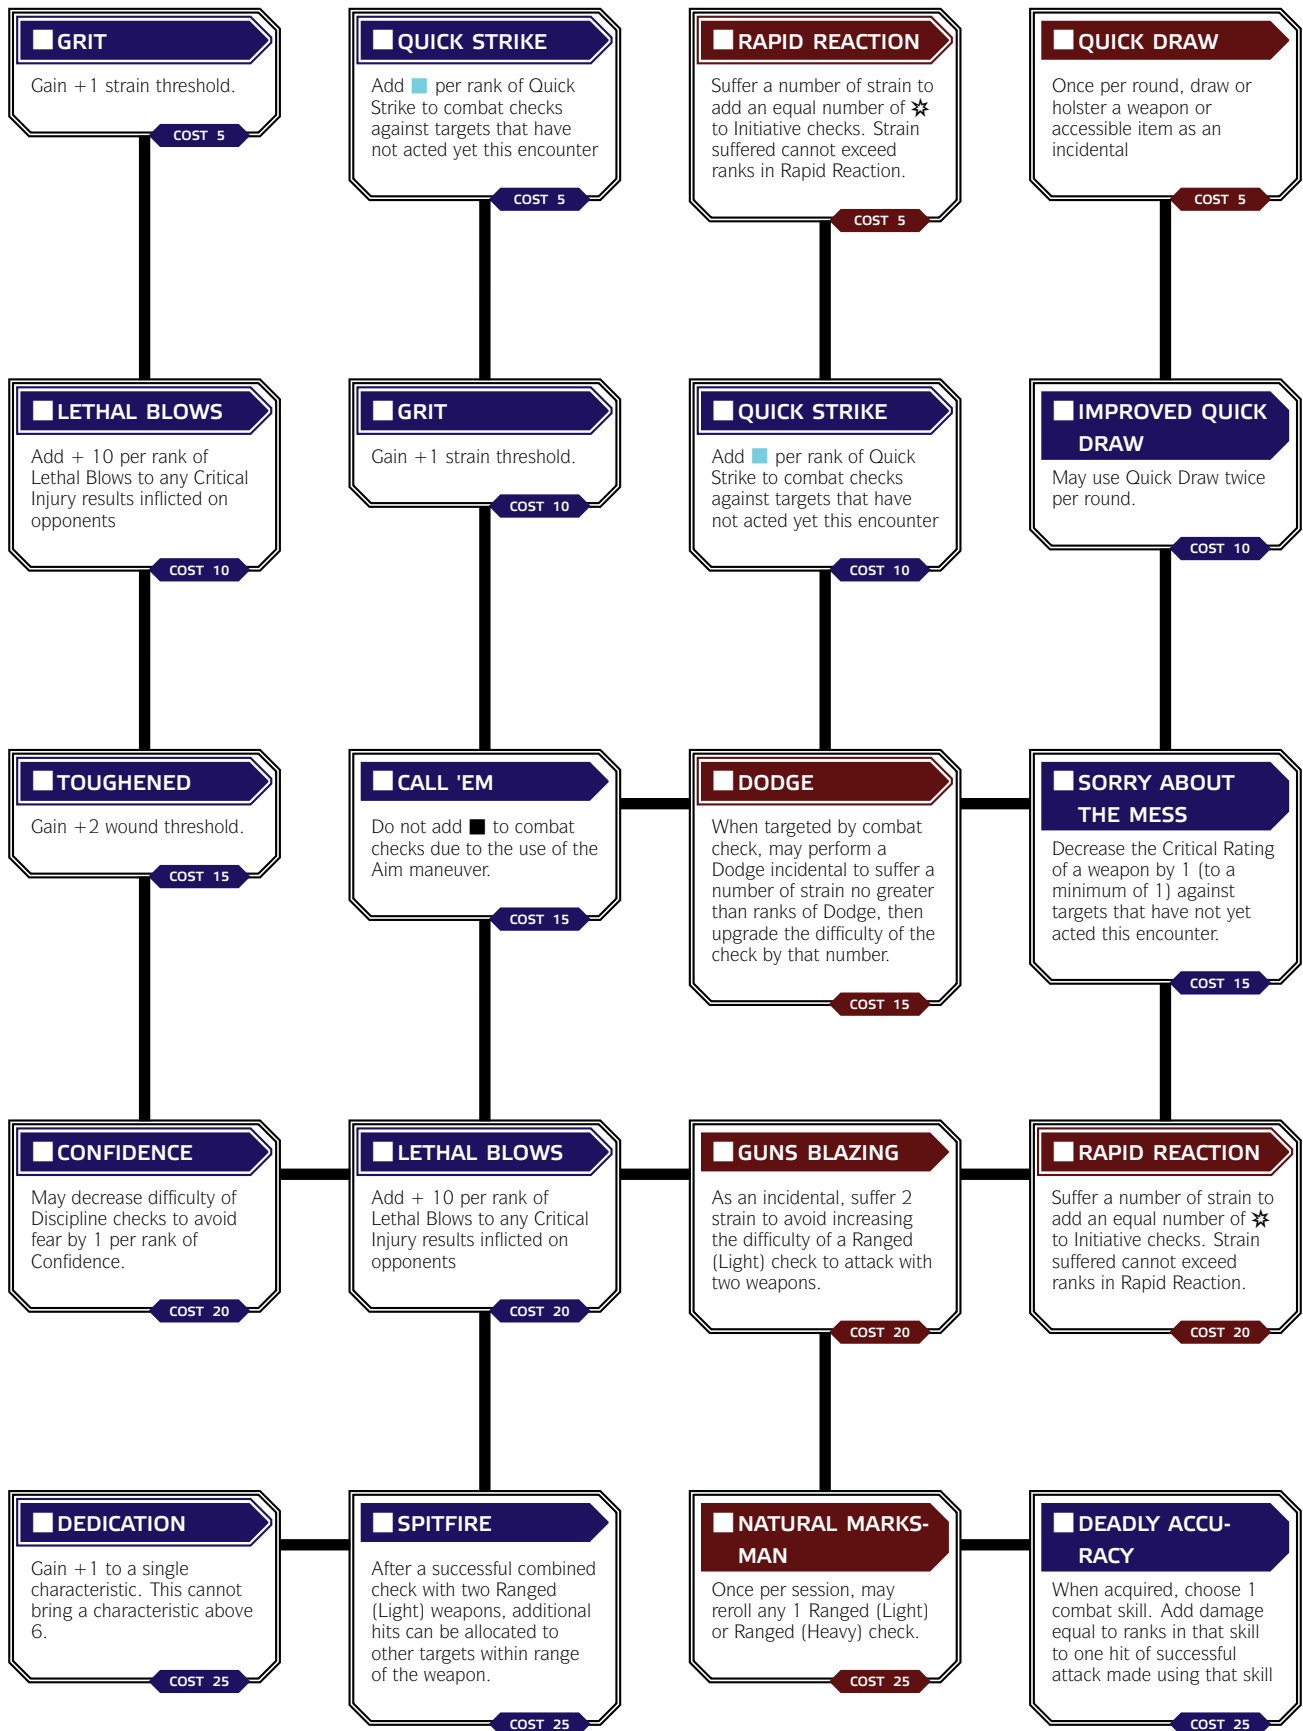 GRIT
Gain +1 strain threshold.
COST 5
QUICK STRIKE
Add per rank of Quick
Strike to combat checks
against targets that have
not acted yet this encounter
COST 5
RAPID REACTION
Suffer a number of strain to
add an equal number of
to Initiative checks. Strain
suffered cannot exceed
ranks in Rapid Reaction.
COST 5
QUICK DRAW
Once per round, draw or
holster a weapon or
accessible item as an
incidental
COST 5
LETHAL BLOWS
Add + 10 per rank of
Lethal Blows to any Critical
Injury results inflicted on
opponents
COST 10
GRIT
Gain +1 strain threshold.
COST 10
QUICK STRIKE
Add per rank of Quick
Strike to combat checks
against targets that have
not acted yet this encounter
COST 10
IMPROVED QUICK
DRAW
May use Quick Draw twice
per round.
COST 10
TOUGHENED
Gain +2 wound threshold.
COST 15
CALL 'EM
Do not add to combat
checks due to the use of the
Aim maneuver.
COST 15
DODGE
When targeted by combat
check, may perform a
Dodge incidental to suffer a
number of strain no greater
than ranks of Dodge, then
upgrade the difficulty of the
check by that number.
COST 15
SORRY ABOUT
THE MESS
Decrease the Critical Rating
of a weapon by 1 (to a
minimum of 1) against
targets that have not yet
acted this encounter.
COST 15
CONFIDENCE
May decrease difficulty of
Discipline checks to avoid
fear by 1 per rank of
Confidence.
COST 20
LETHAL BLOWS
Add + 10 per rank of
Lethal Blows to any Critical
Injury results inflicted on
opponents
COST 20
GUNS BLAZING
As an incidental, suffer 2
strain to avoid increasing
the difficulty of a Ranged
(Light) check to attack with
two weapons.
COST 20
RAPID REACTION
Suffer a number of strain to
add an equal number of
to Initiative checks. Strain
suffered cannot exceed
ranks in Rapid Reaction.
COST 20
DEDICATION
Gain +1 to a single
characteristic. This cannot
bring a characteristic above
6.
COST 25
SPITFIRE
After a successful combined
check with two Ranged
(Light) weapons, additional
hits can be allocated to
other targets within range
of the weapon.
COST 25
NATURAL MARKS-
MAN
Once per session, may
reroll any 1 Ranged (Light)
or Ranged (Heavy) check.
COST 25
DEADLY ACCU-
RACY
When acquired, choose 1
combat skill. Add damage
equal to ranks in that skill
to one hit of successful
attack made using that skill
COST 25